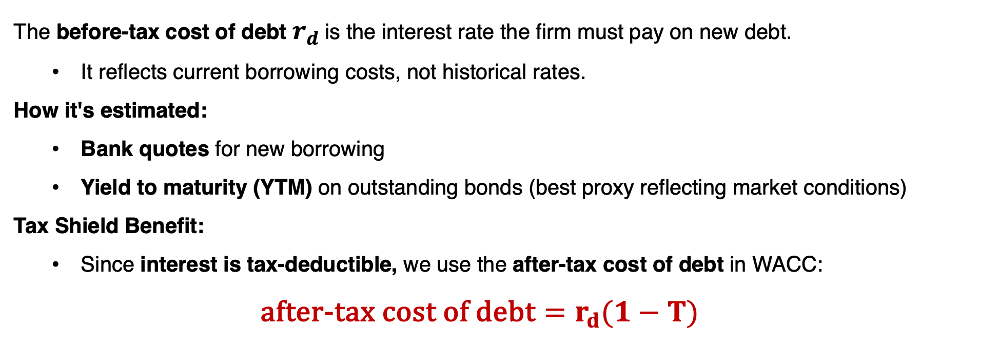 The before-tax cost of debt r_d is the interest rate the firm must pay on new debt.
• It reflects current borrowing costs, not historical rates.
How it's estimated:
• Bank quotes for new borrowing
• Yield to maturity (YTM) on outstanding bonds (best proxy reflecting market conditions)
Tax Shield Benefit:
• Since interest is tax-deductible, we use the after-tax cost of debt in WACC:
after-tax cost of debt = r_d(1 − T)